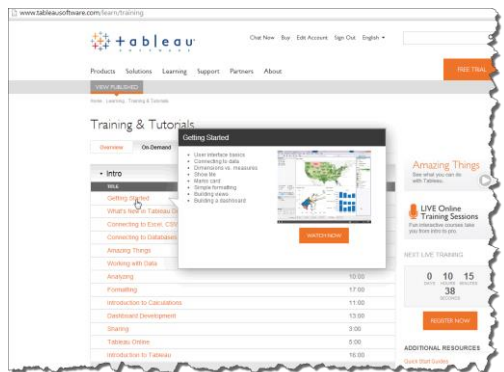 www.tableausoftware.com/learn/training
+ a b l e a u
S O F T W A R E
Chat Now Buy Edit Account Sign Out English
Products Solutions Learning Support Partners About
FREE TRIAL
VIEW PUBLISHED
Home Learning Training & Tutorials
Training & Tutorials
Overview On-Demand
Intro
TITLE
Getting Started
What's New in Tableau
Connecting to Excel, CSV
Connecting to
Amazing Things
Working with Data
Analyzing 10:00
Formatting 17:00
Introduction to Calculations 11:00
Dashboard Development 13:00
Sharing 3:00
Tableau Online 5:00
Introduction to Tableau 16:00
Getting Started
User interface basics
Connecting to data
Dimensions vs. measures
Show Me
Marks card
Simple formatting
Building views
Building a dashboard
WATCH NOW
Amazing Things
See what you can do
with Tableau.
LIVE Online
Training Sessions
Fun interactive courses take
you from intro to pro.
NEXT LIVE TRAINING
0 10 15
DAYS HOURS MINUTES
38
SECONDS
REGISTER NOW
ADDITIONAL RESOURCES
Quick Start Guides